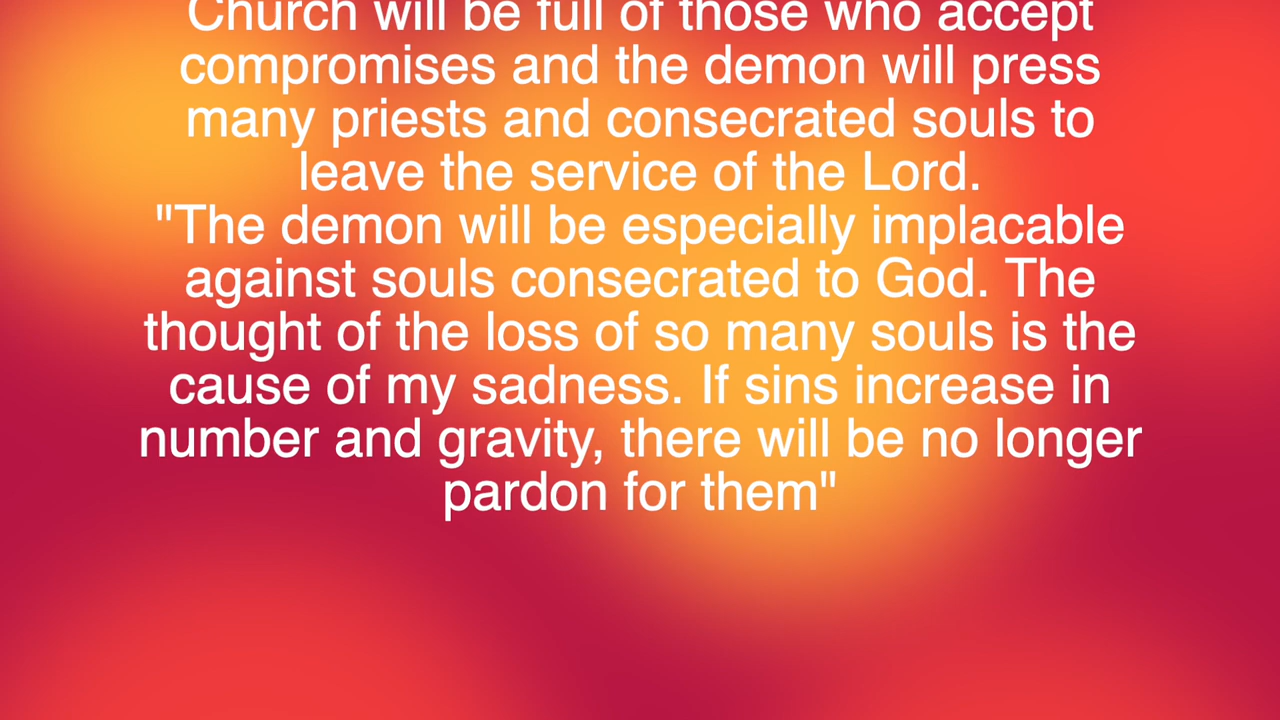 Church will be full of those who accept
compromises and the demon will press
many priests and consecrated souls to
leave the service of the Lord.
"The demon will be especially implacable
against souls consecrated to God. The
thought of the loss of so many souls is the
cause of my sadness. If sins increase in
number and gravity, there will be no longer
pardon for them"